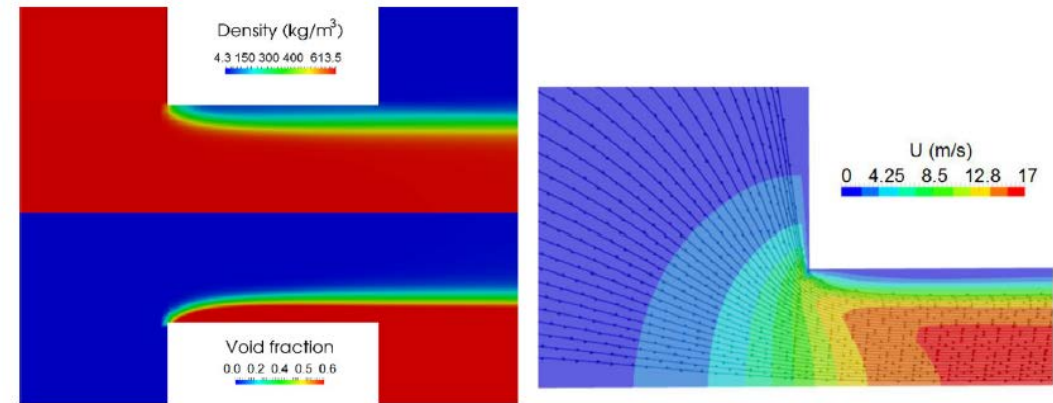 Density (kg/m³)
4.3 150 300 400 613.5
Void fraction
0.0 0.2 0.4 0.5 0.6
U (m/s)
0 4.25 8.5 12.8 17